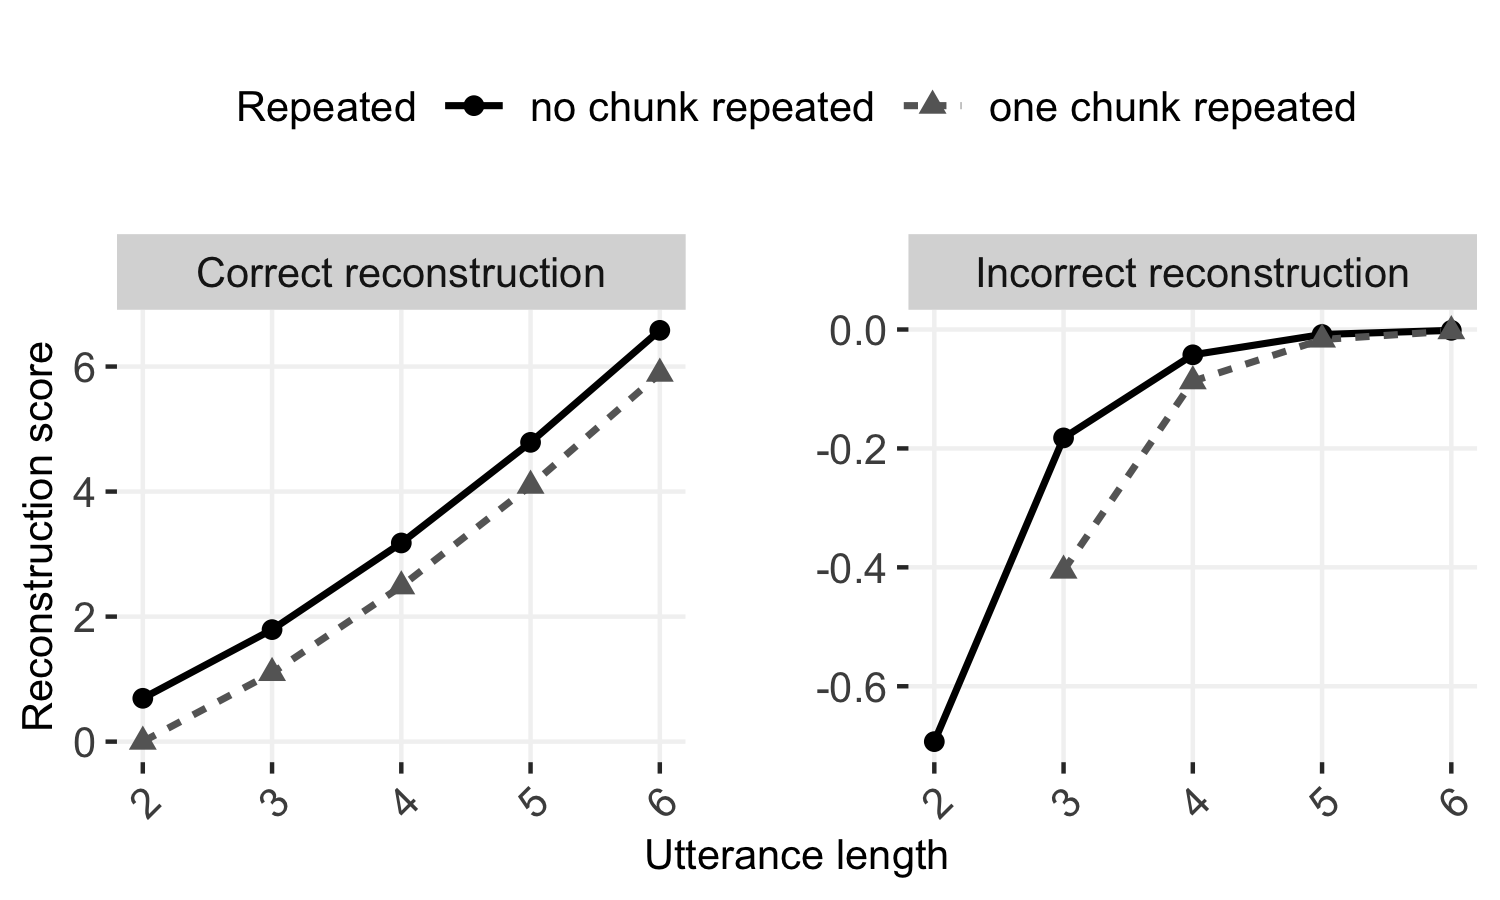 Repeated no chunk repeated one chunk repeated
Correct reconstruction
Incorrect reconstruction
Reconstruction score
6
4
2
0
2 3 4 5 6
0.0
-0.2
-0.4
-0.6
2 3 4 5 6
Utterance length